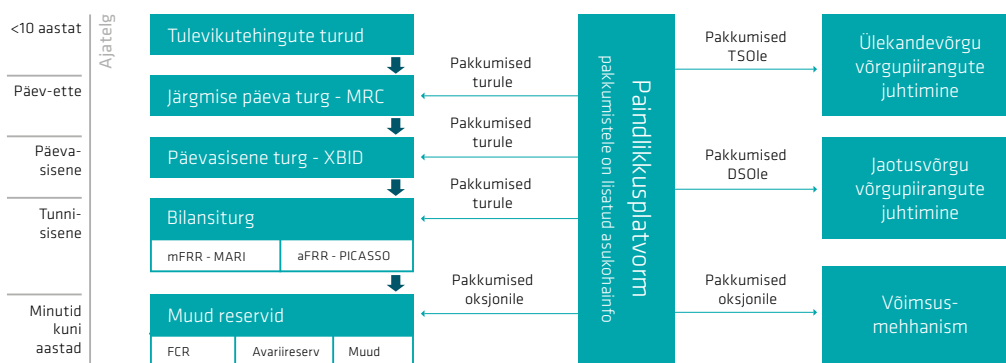 <10 aastat
Päev-ette
Päeva-
sisene
Tunni-
sisene
Minutid
kuni
aastad
Ajatelg
Tulevikutehingute turud
Järgmise päeva turg - MRC
Päevasisene turg - XBID
Bilansiturg
mFRR - MARI
aFRR - PICASSO
Muud reservid
FCR
Avariireserv
Muud
Pakkumised
turule
Pakkumised
turule
Pakkumised
turule
Pakkumised
oksjonile
Paindlikkusplatvorm
pakkumistele on lisatud asukohainfo
Pakkumised
TSOle
Pakkumised
DSOle
Pakkumised
oksjonile
Ülekandevõrgu
võrgupiirangute
juhtimine
Jaotusvõrgu
võrgupiirangute
juhtimine
Võimsus-
mehhanism